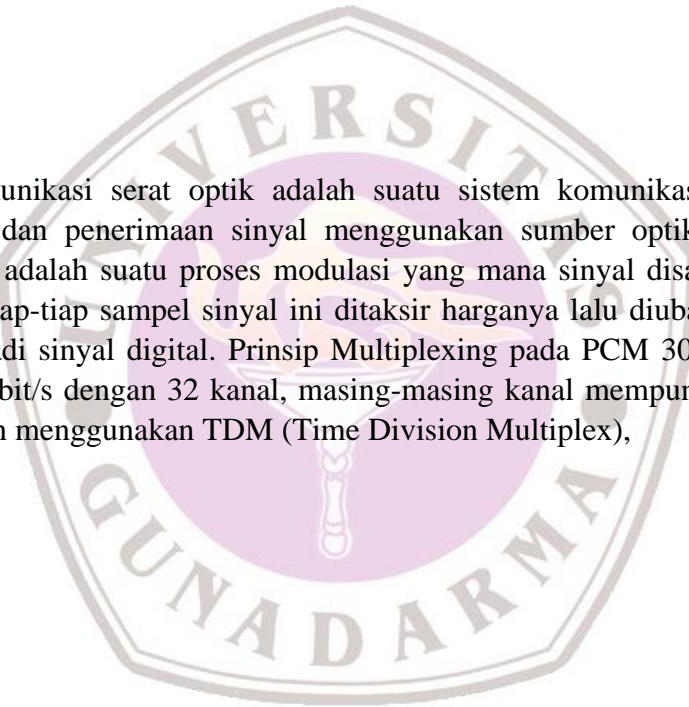 UNIVERSITAS
GUNADARMA
unikasi serat optik adalah suatu sistem komunikas
dan penerimaan sinyal menggunakan sumber optik
adalah suatu proses modulasi yang mana sinyal disa
ap-tiap sampel sinyal ini ditaksir harganya lalu diuba
adi sinyal digital. Prinsip Multiplexing pada PCM 30
bit/s dengan 32 kanal, masing-masing kanal mempun
menggunakan TDM (Time Division Multiplex),